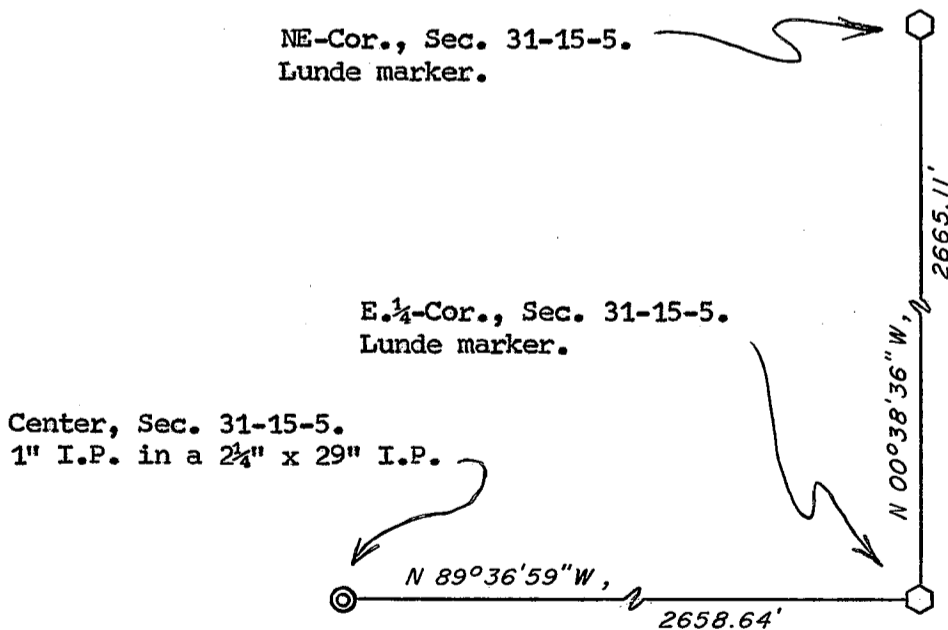 NE-Cor., Sec. 31-15-5.
Lunde marker.
2665.11'
N 00°38'36"W,
E.¼-Cor., Sec. 31-15-5.
Lunde marker.
Center, Sec. 31-15-5.
1" I.P. in a 2¼" x 29" I.P.
N 89°36'59"W,
2658.64'